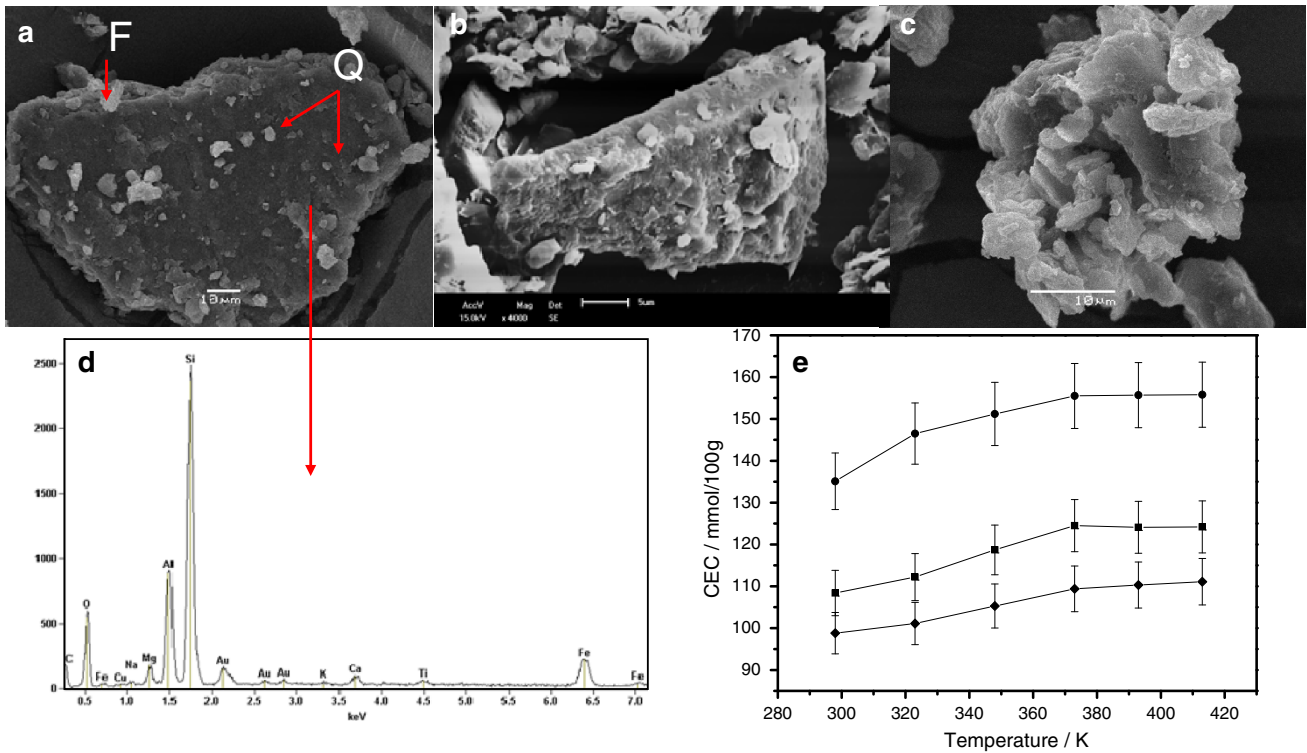 a
F
Q
10 µm
b
AccV Mag Det
15.0kV x 4000 SE
5um
c
10 µm
d
2500
2000
1500
1000
500
0
C
O
Fe
Cu
Na
Mg
Al
Si
Au
Au
Au
K
Ca
Ti
Fe
Fe
0.5 1.0 1.5 2.0 2.5 3.0 3.5 4.0 4.5 5.0 5.5 6.0 6.5 7.0
keV
e
CEC / mmol/100g
170
160
150
140
130
120
110
100
90
280 300 320 340 360 380 400 420
Temperature / K